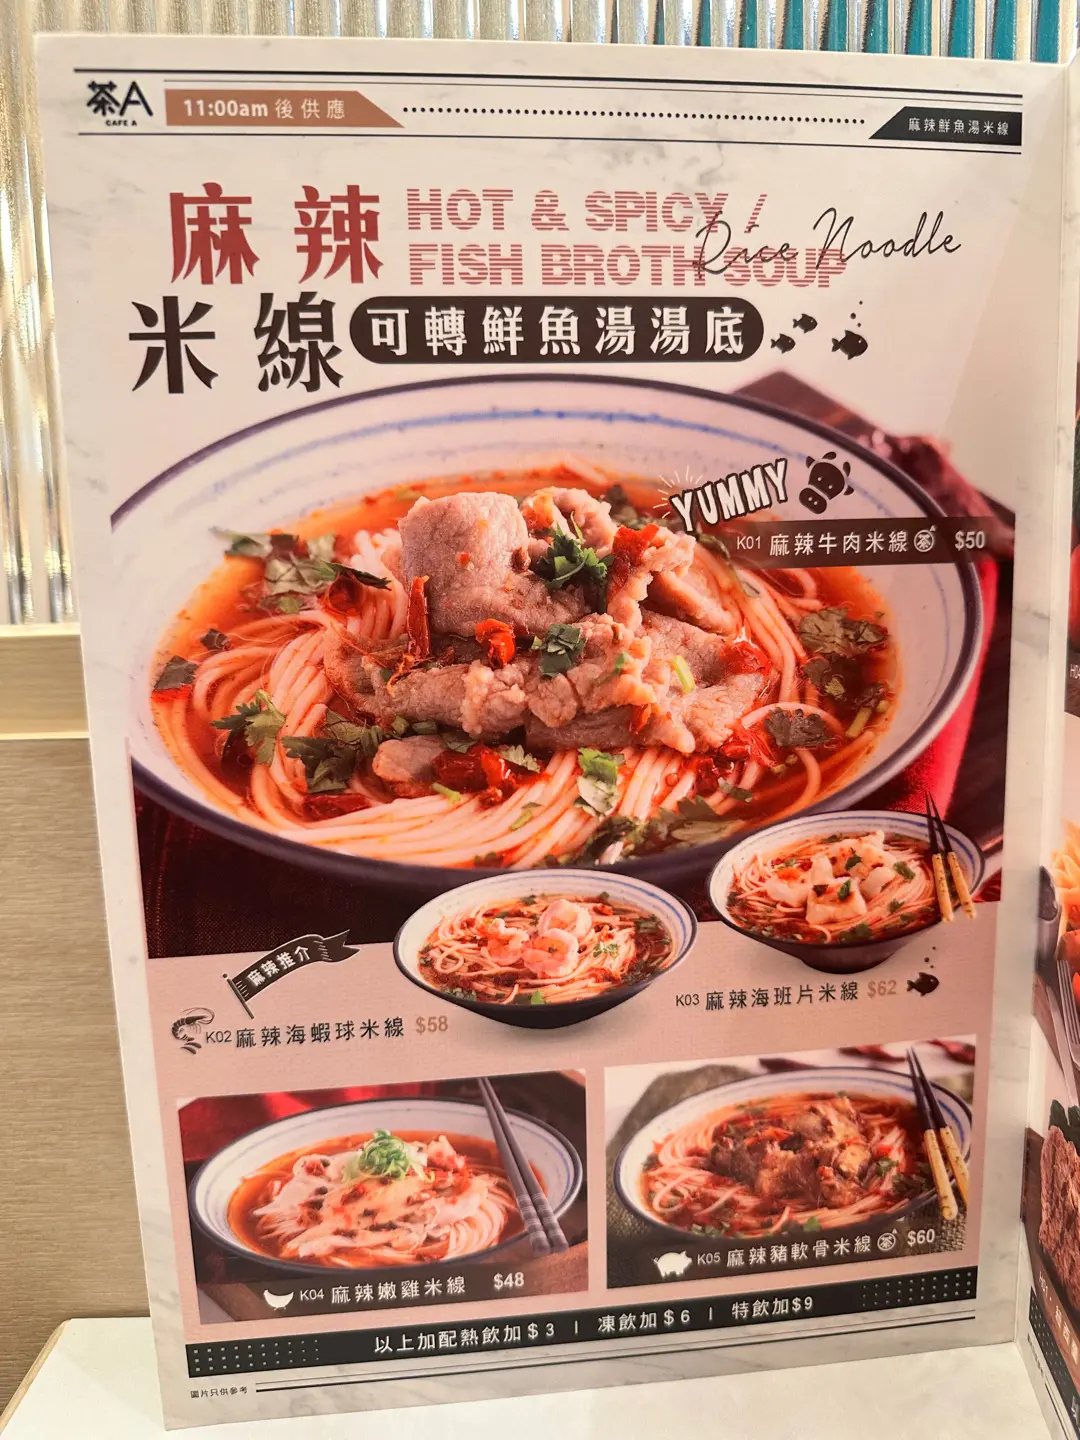 茶A
CAFE A
11:00am 後供應
麻辣鮮魚湯米線
麻辣
HOT & SPICY /
FISH BROTH SOUP
Rice Noodle
米線
可轉鮮魚湯湯底
YUMMY
K01 麻辣牛肉米線 茶 $50
麻辣推介
K02 麻辣海蝦球米線 $58
K03 麻辣海班片米線 $62
K04 麻辣嫩雞米線 $48
K05 麻辣豬軟骨米線 茶 $60
以上加配熱飲加$3 | 凍飲加$6 | 特飲加$9
圖片只供參考